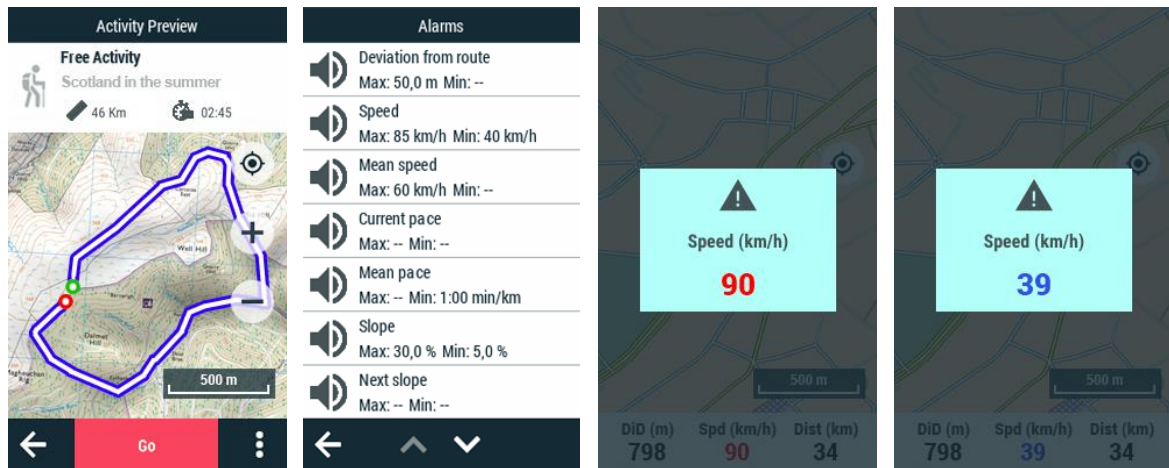 Activity Preview
Free Activity
Scotland in the summer
46 Km 02:45
Well Hill
Dalmot
Hill
500 m
Go
Alarms
Deviation from route
Max: 50,0 m Min: --
Speed
Max: 85 km/h Min: 40 km/h
Mean speed
Max: 60 km/h Min: --
Current pace
Max: -- Min: --
Mean pace
Max: -- Min: 1:00 min/km
Slope
Max: 30,0 % Min: 5,0 %
Next slope
Max: -- Min: --
Speed (km/h)
90
500 m
DiD (m) Spd (km/h) Dist (km)
798 90 34
Speed (km/h)
39
500 m
DiD (m) Spd (km/h) Dist (km)
798 39 34